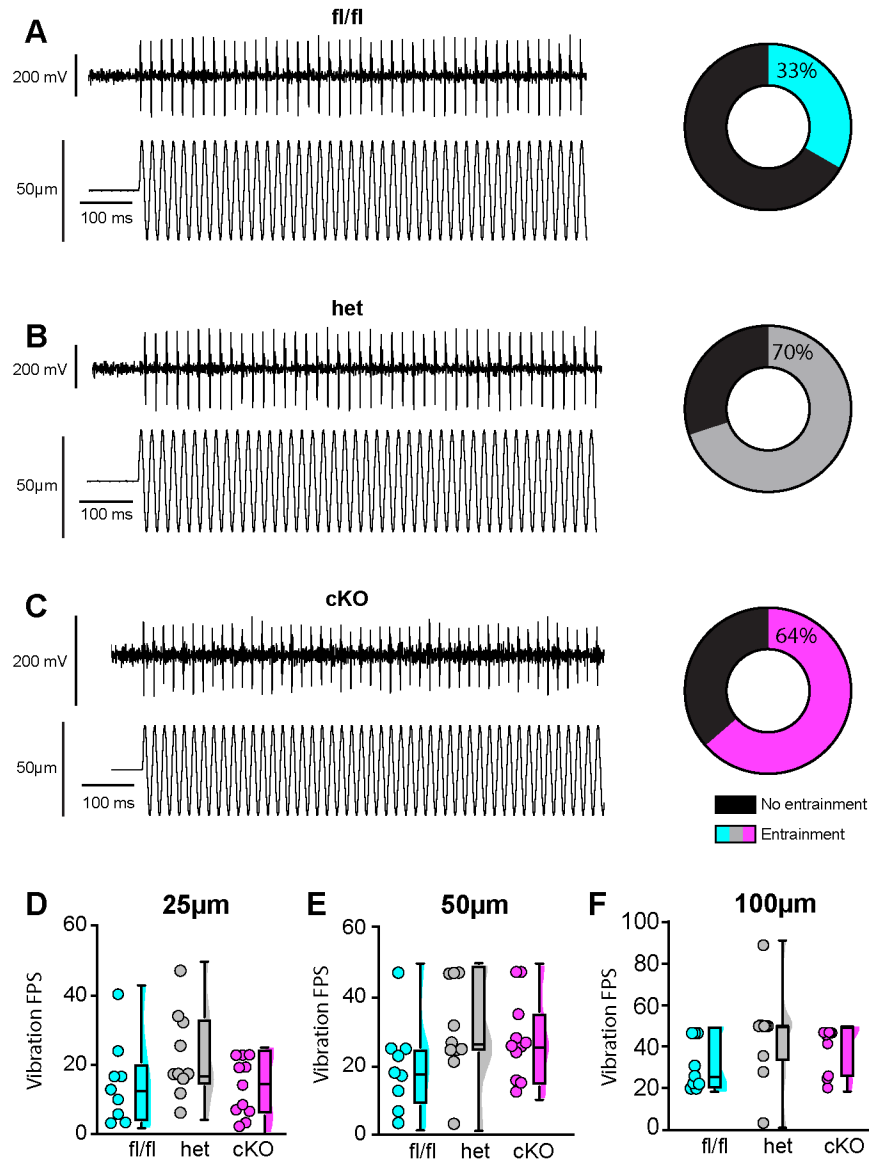 A
fl/fl
200 mV
33%
50µm
100 ms
B
het
200 mV
70%
50µm
100 ms
C
cKO
200 mV
64%
50µm
100 ms
No entrainment
Entrainment
D
25µm
E
50µm
F
100µm
Vibration FPS
60
40
20
0
fl/fl het cKO
Vibration FPS
60
40
20
0
fl/fl het cKO
Vibration FPS
100
80
60
40
20
0
fl/fl het cKO